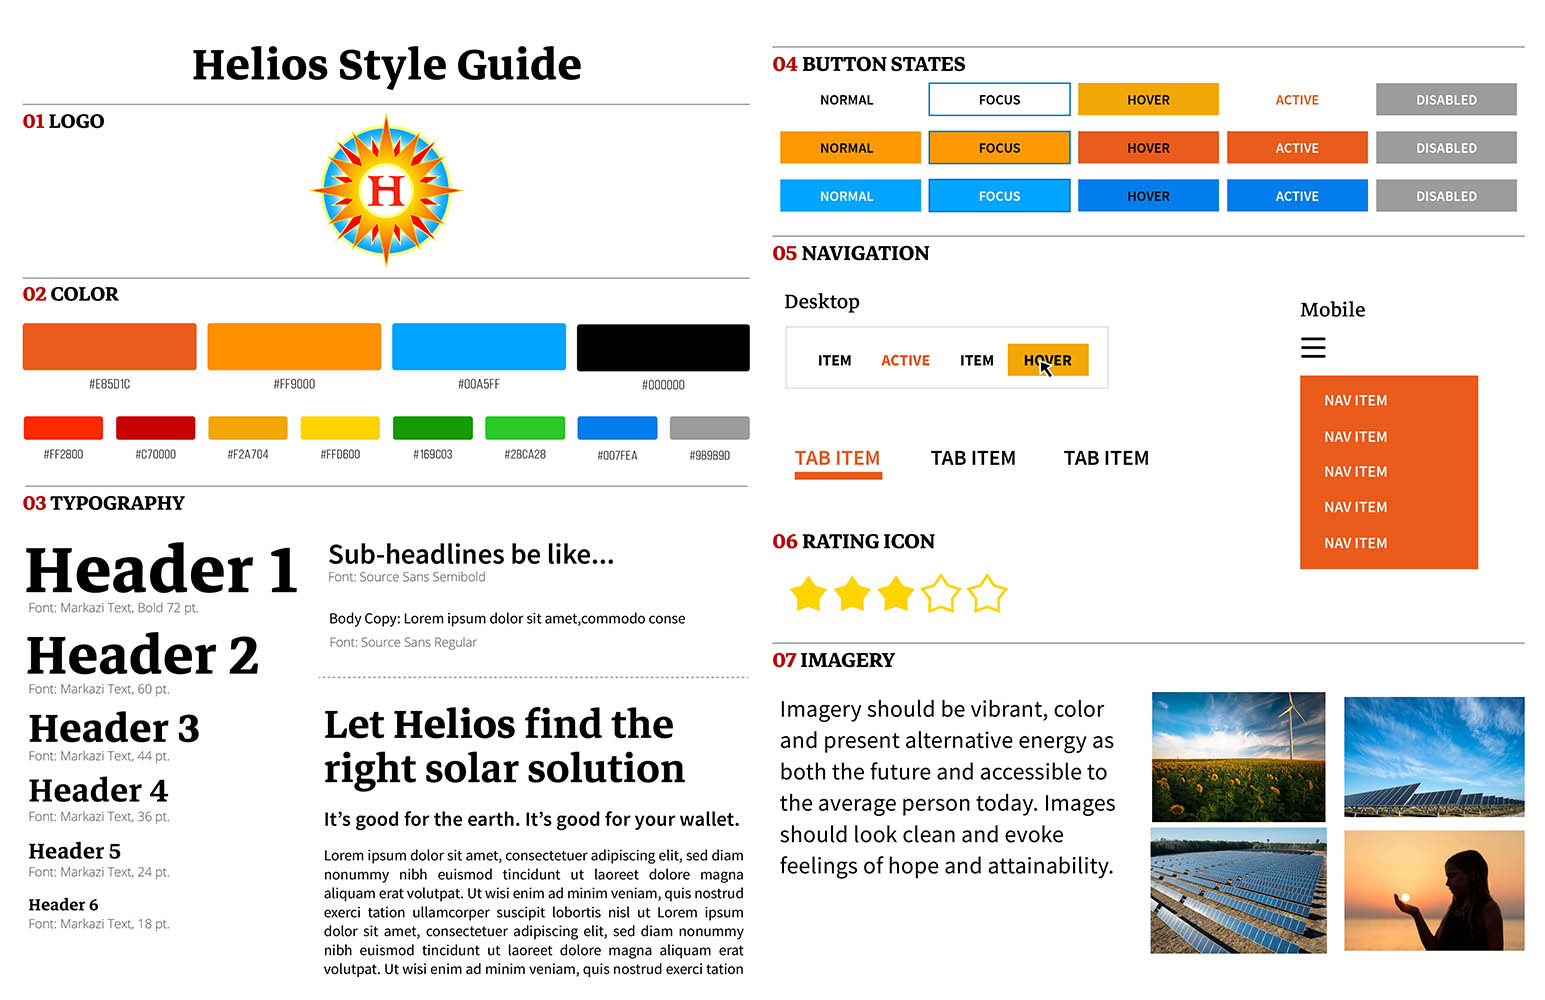 Helios Style Guide
01 LOGO
H
02 COLOR
#E85D1C
#FF9000
#00A5FF
#000000
#FF2800
#C70000
#F2A704
#FFD600
#169C03
#2BCA28
#007FEA
#9B9B9D
03 TYPOGRAPHY
Header 1
Font: Markazi Text, Bold 72 pt.
Header 2
Font: Markazi Text, 60 pt.
Header 3
Font: Markazi Text, 44 pt.
Header 4
Font: Markazi Text, 36 pt.
Header 5
Font: Markazi Text, 24 pt.
Header 6
Font: Markazi Text, 18 pt.
Sub-headlines be like...
Font: Source Sans Semibold
Body Copy: Lorem ipsum dolor sit amet,commodo conse
Font: Source Sans Regular
Let Helios find the
right solar solution
It’s good for the earth. It’s good for your wallet.
Lorem ipsum dolor sit amet, consectetuer adipiscing elit, sed diam
nonummy nibh euismod tincidunt ut laoreet dolore magna
aliquam erat volutpat. Ut wisi enim ad minim veniam, quis nostrud
exerci tation ullamcorper suscipit lobortis nisl ut Lorem ipsum
dolor sit amet, consectetuer adipiscing elit, sed diam nonummy
nibh euismod tincidunt ut laoreet dolore magna aliquam erat
volutpat. Ut wisi enim ad minim veniam, quis nostrud exerci tation
04 BUTTON STATES
NORMAL FOCUS HOVER ACTIVE DISABLED
NORMAL FOCUS HOVER ACTIVE DISABLED
NORMAL FOCUS HOVER ACTIVE DISABLED
05 NAVIGATION
Desktop
ITEM ACTIVE ITEM HOVER
TAB ITEM TAB ITEM TAB ITEM
Mobile
NAV ITEM
NAV ITEM
NAV ITEM
NAV ITEM
NAV ITEM
06 RATING ICON
07 IMAGERY
Imagery should be vibrant, color
and present alternative energy as
both the future and accessible to
the average person today. Images
should look clean and evoke
feelings of hope and attainability.